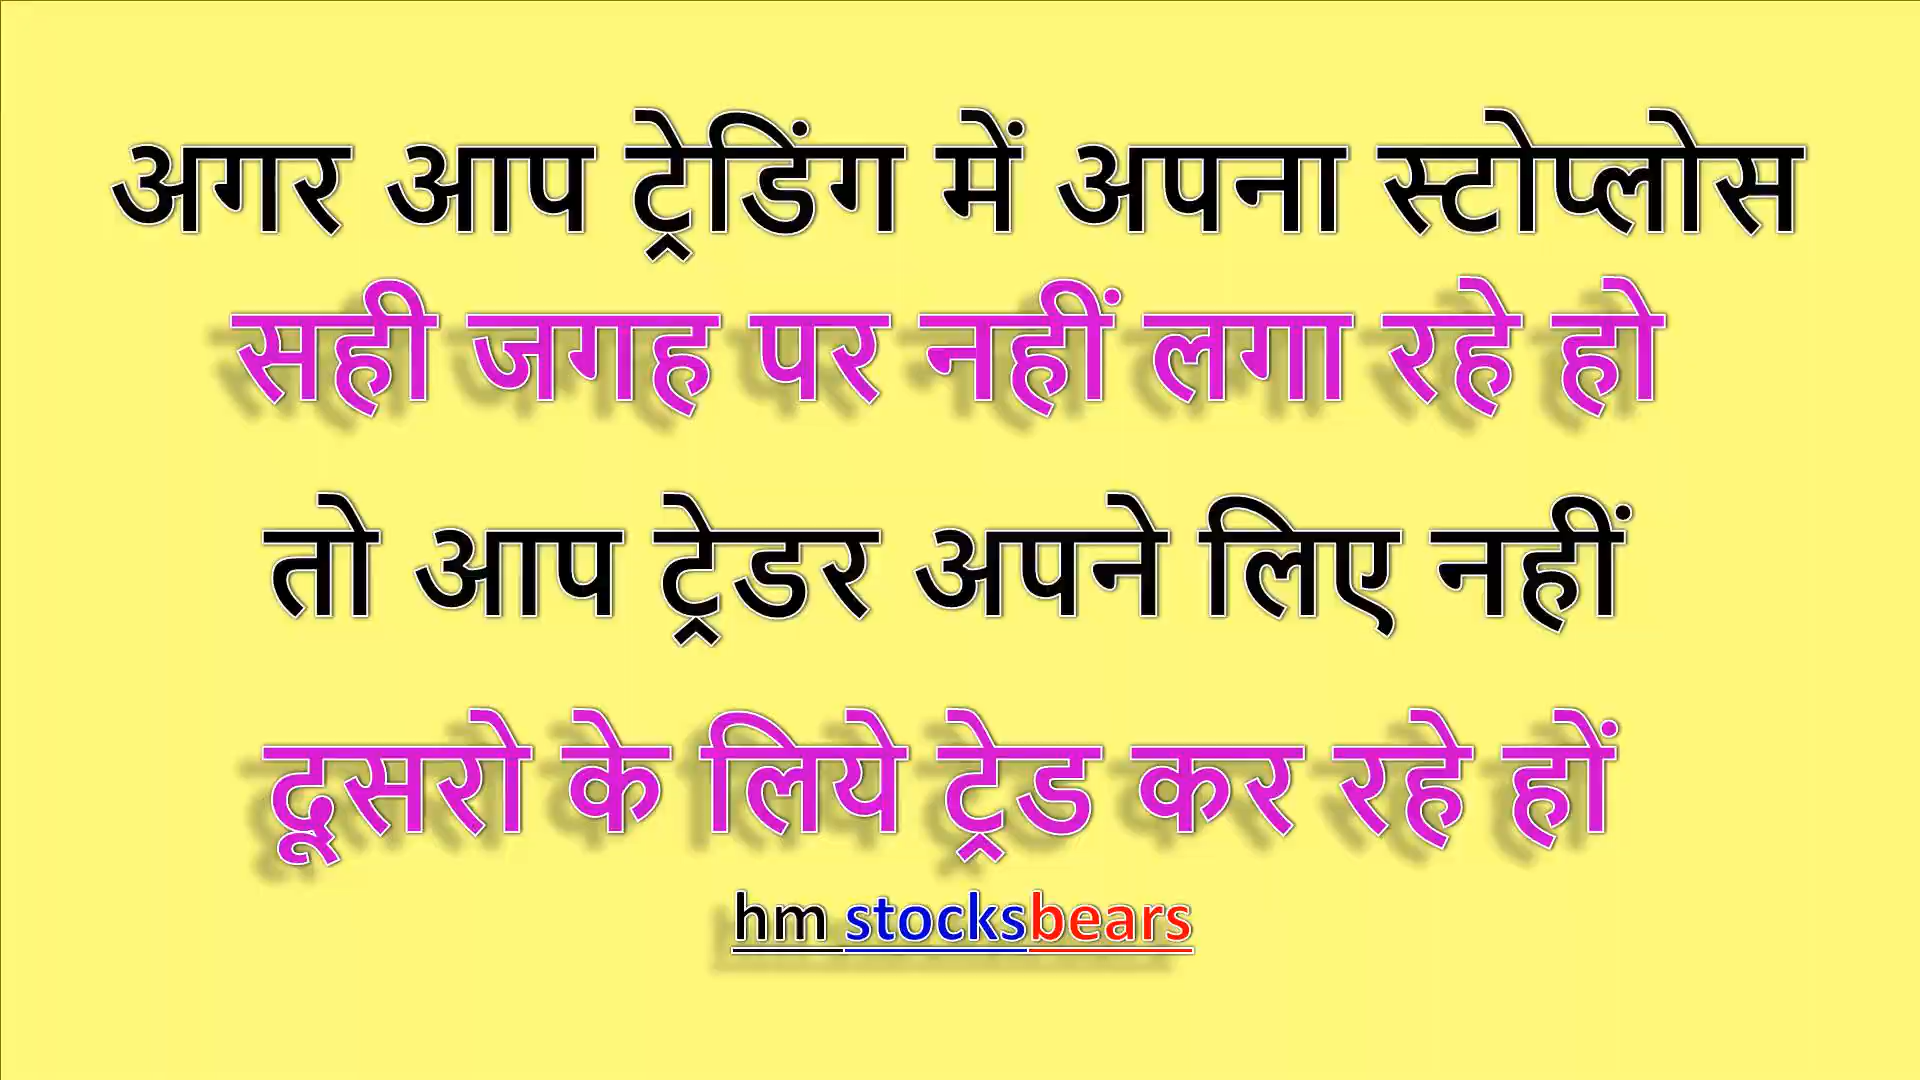 अगर आप ट्रेडिंग में अपना स्टोप्लोस
सही जगह पर नहीं लगा रहे हो
तो आप ट्रेडर अपने लिए नहीं
दूसरो के लिये ट्रेड कर रहे हों
hm stocksbears